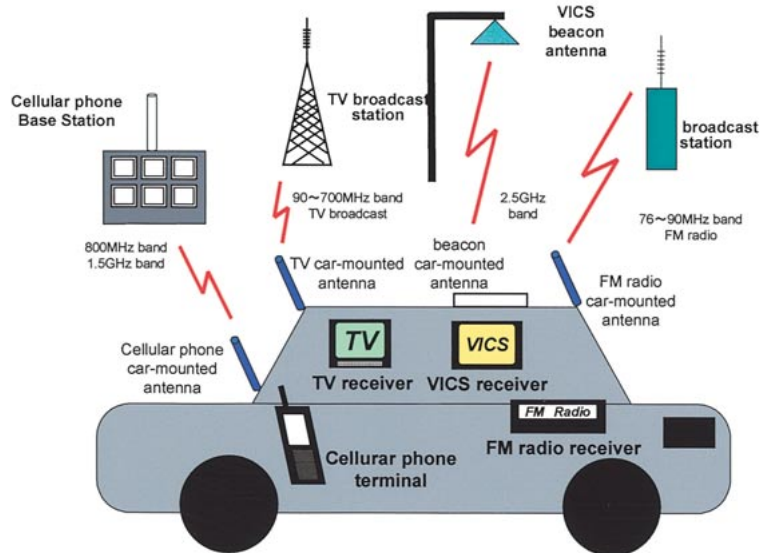 VICS
beacon
antenna
Cellular phone
Base Station
TV broadcast
station
broadcast
station
90～700MHz band
TV broadcast
2.5GHz
band
76～90MHz band
FM radio
800MHz band
1.5GHz band
TV car-mounted
antenna
beacon
car-mounted
antenna
FM radio
car-mounted
antenna
Cellular phone
car-mounted
antenna
TV
VICS
TV receiver
VICS receiver
FM Radio
FM radio receiver
Cellurar phone
terminal